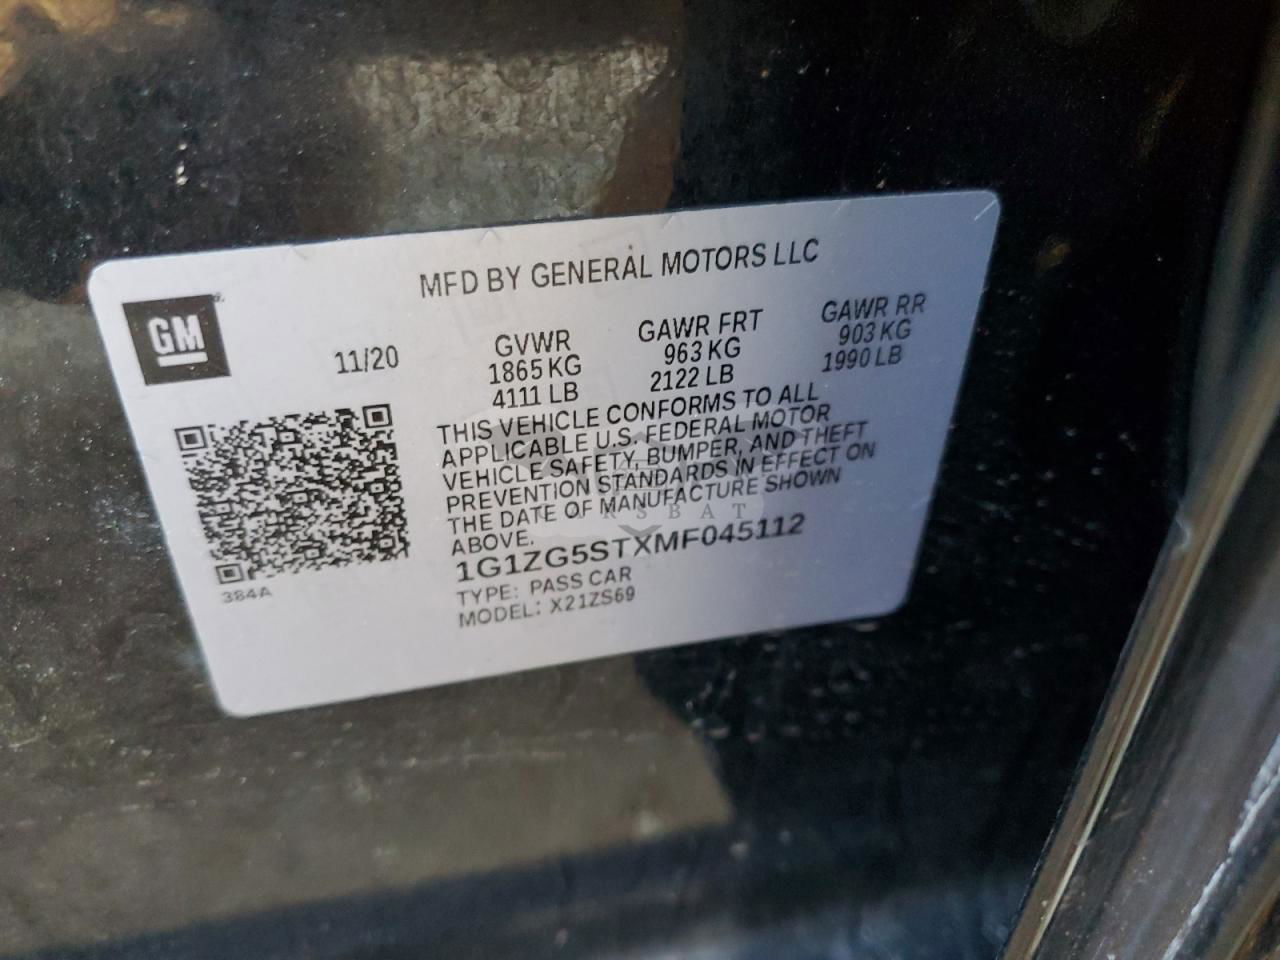 MFD BY GENERAL MOTORS LLC
GM
11/20
GVWR
1865 KG
4111 LB
GAWR FRT
963 KG
2122 LB
GAWR RR
903 KG
1990 LB
THIS VEHICLE CONFORMS TO ALL
APPLICABLE U.S. FEDERAL MOTOR
VEHICLE SAFETY, BUMPER, AND THEFT
PREVENTION STANDARDS IN EFFECT ON
THE DATE OF MANUFACTURE SHOWN
ABOVE.
1G1ZG5STXMF045112
TYPE: PASS CAR
MODEL: X21ZS69
384A